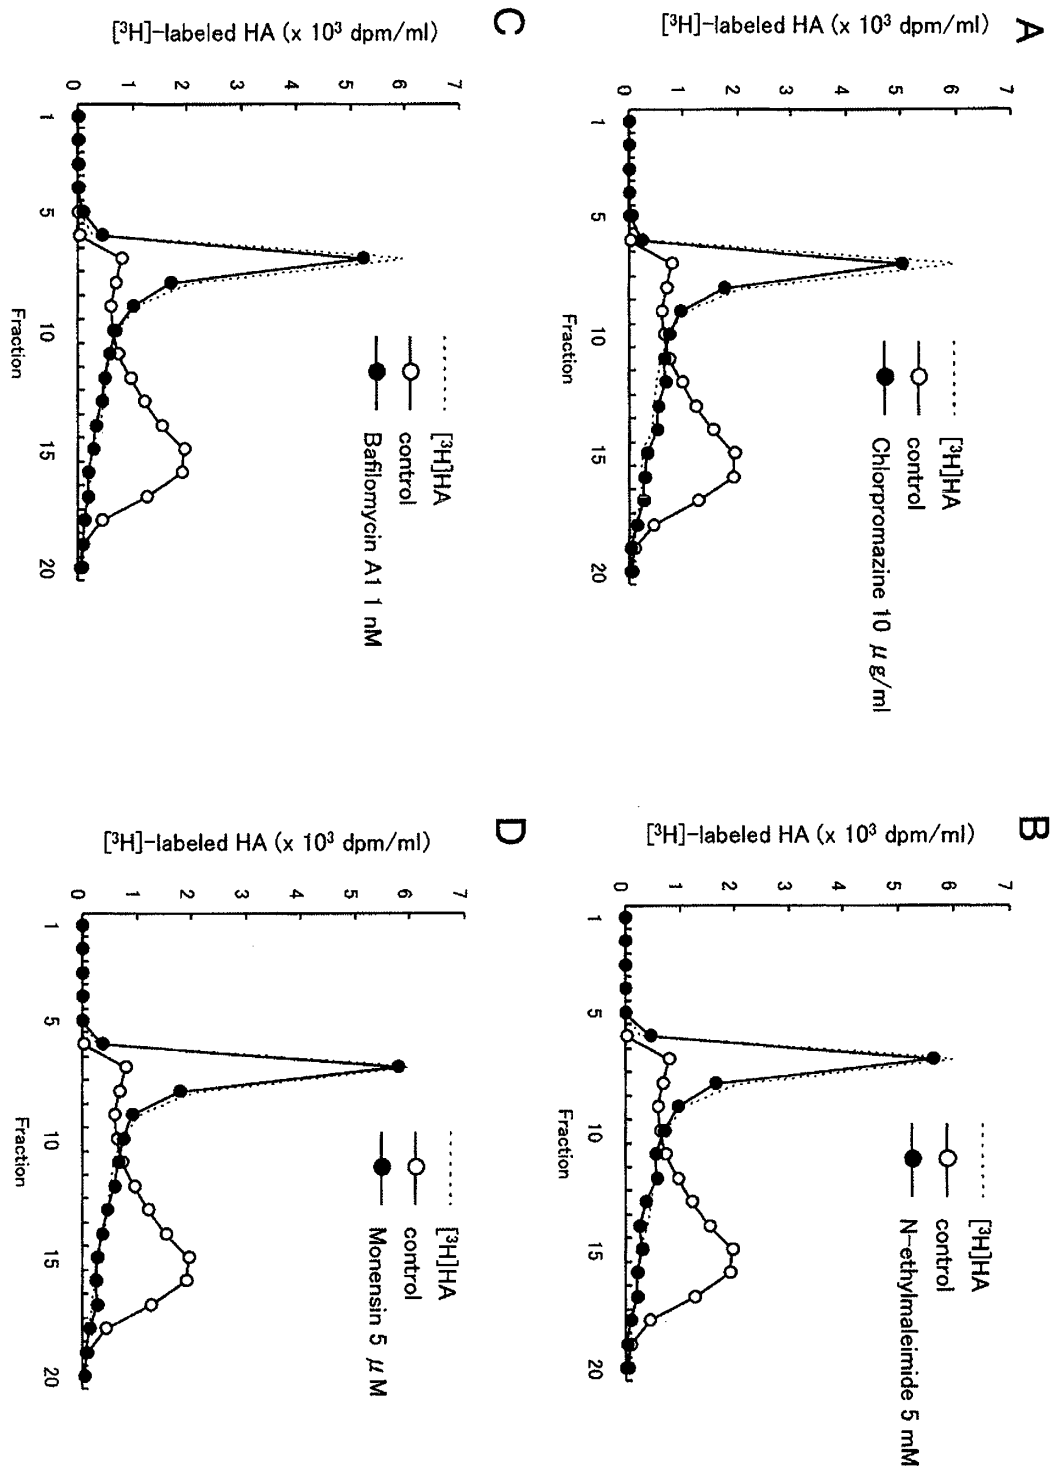 A
[³H]-labeled HA (x 10³ dpm/ml)
7
6
5
4
3
2
1
0
1
5
10
15
20
Fraction
[³H]HA
control
Chlorpromazine 10 μg/ml
B
[³H]-labeled HA (x 10³ dpm/ml)
7
6
5
4
3
2
1
0
1
5
10
15
20
Fraction
[³H]HA
control
N-ethylmaleimide 5 mM
C
[³H]-labeled HA (x 10³ dpm/ml)
7
6
5
4
3
2
1
0
1
5
10
15
20
Fraction
[³H]HA
control
Bafilomycin A1 1 nM
D
[³H]-labeled HA (x 10³ dpm/ml)
7
6
5
4
3
2
1
0
1
5
10
15
20
Fraction
[³H]HA
control
Monensin 5 μM